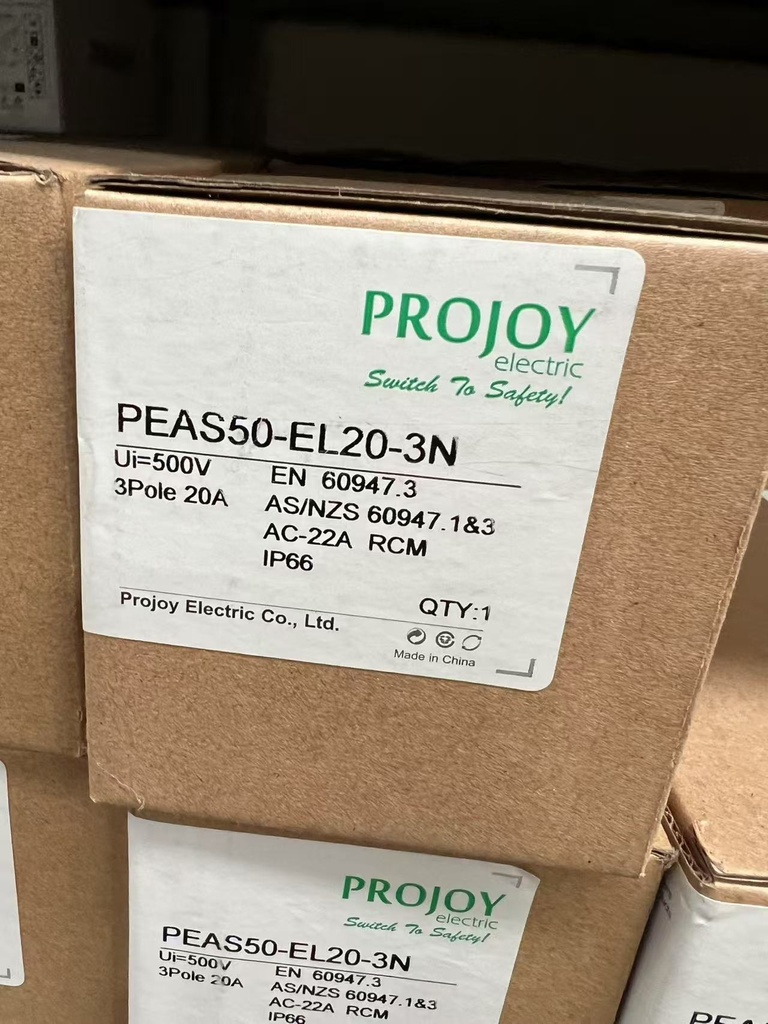 PROJOY
electric
Switch To Safety!
PEAS50-EL20-3N
Ui=500V
3Pole 20A
EN 60947.3
AS/NZS 60947.1&3
AC-22A RCM
IP66
QTY:1
Projoy Electric Co., Ltd.
Made in China
PROJOY
electric
Switch To Safety!
PEAS50-EL20-3N
Ui=500V
3Pole 20A
EN 60947.3
AS/NZS 60947.1&3
AC-22A RCM
IP66